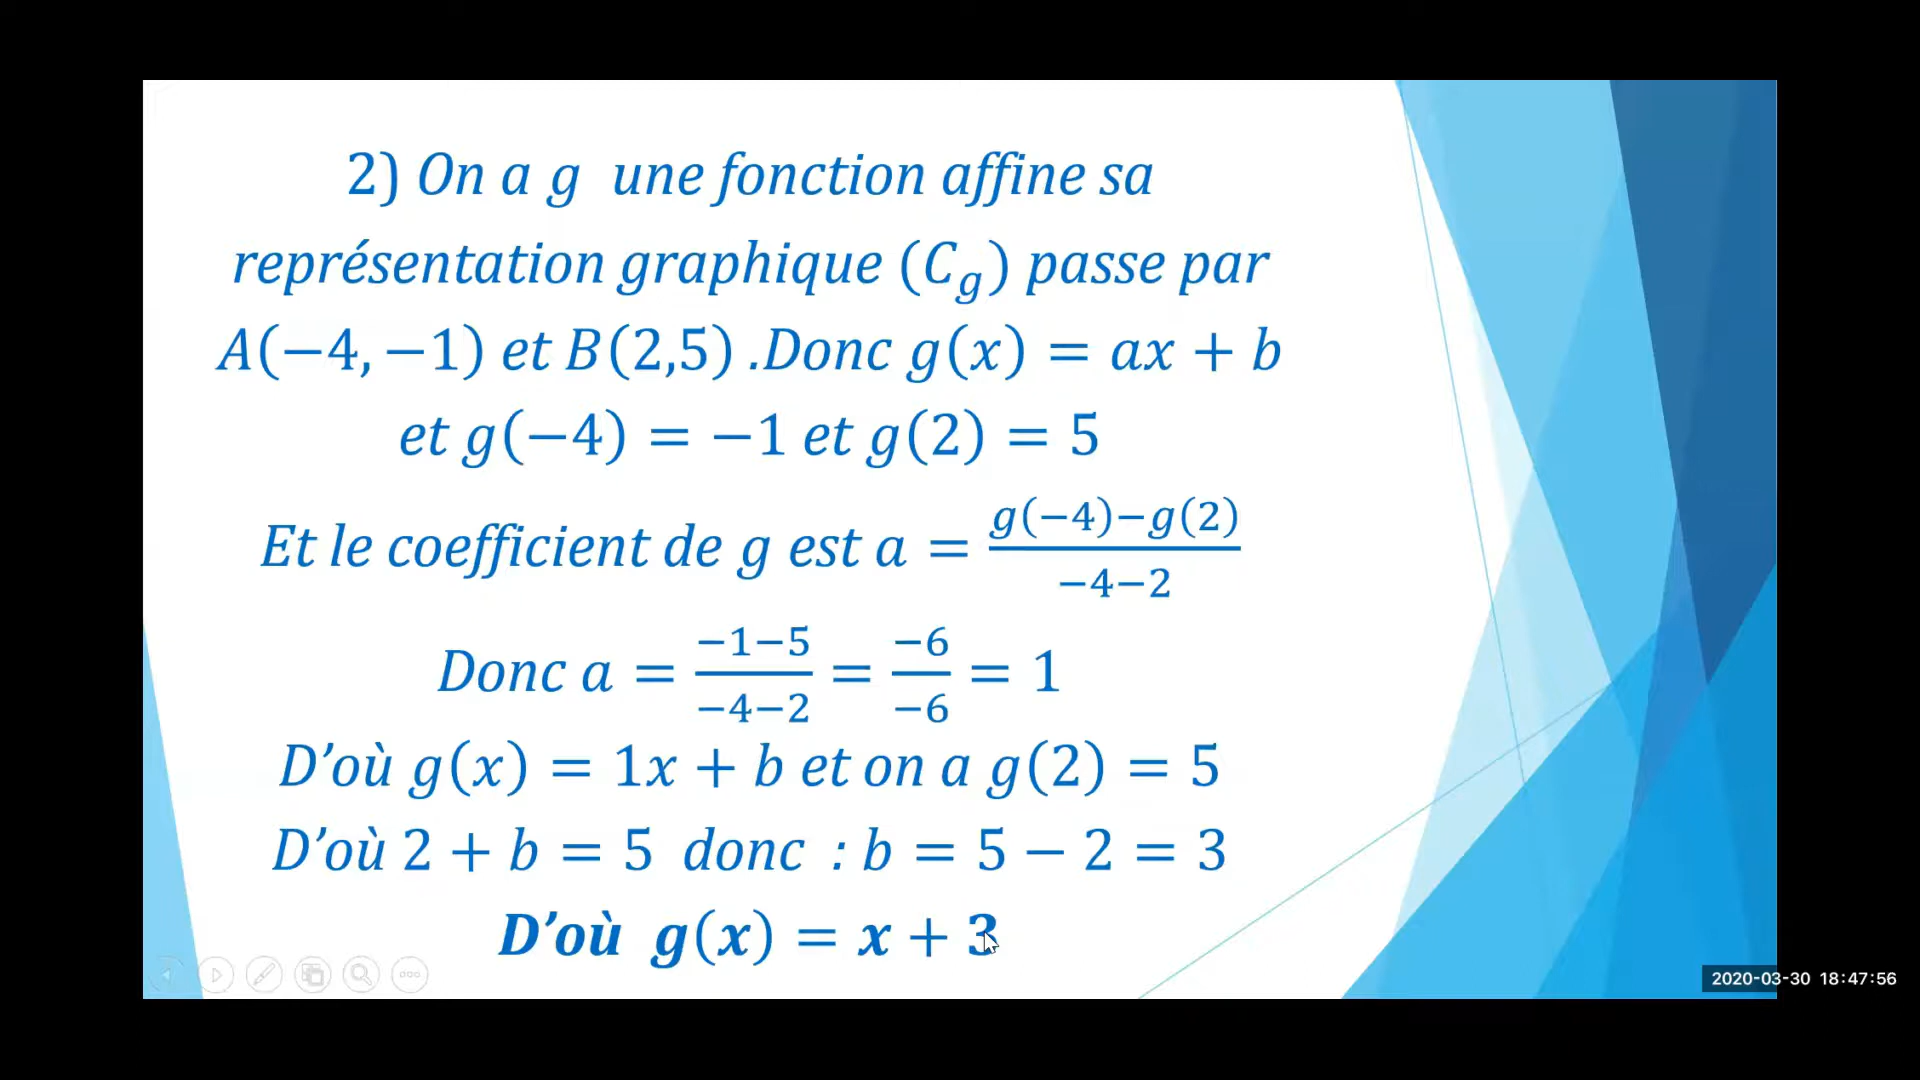 2) On a g une fonction affine sa
représentation graphique (C_g) passe par
A(−4, −1) et B(2,5) .Donc g(x) = ax + b
et g(−4) = −1 et g(2) = 5
Et le coefficient de g est a = \frac{g(−4)−g(2)}{−4−2}
Donc a = \frac{−1−5}{−4−2} = \frac{−6}{−6} = 1
D’où g(x) = 1x + b et on a g(2) = 5
D’où 2 + b = 5 donc : b = 5 − 2 = 3
D’où g(x) = x + 3
2020-03-30 18:47:56